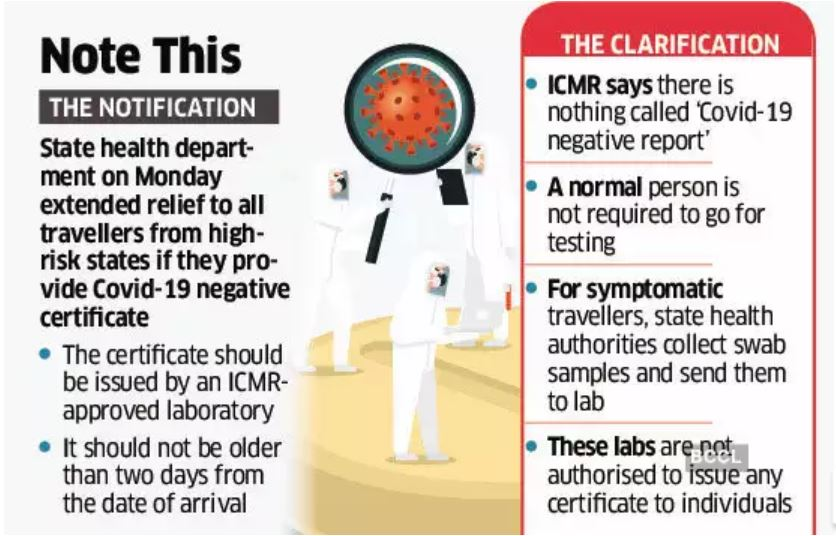 Note This
THE NOTIFICATION
State health depart-
ment on Monday
extended relief to all
travellers from high-
risk states if they pro-
vide Covid-19 negative
certificate
• The certificate should
be issued by an ICMR-
approved laboratory
• It should not be older
than two days from
the date of arrival
THE CLARIFICATION
• ICMR says there is
nothing called ‘Covid-19
negative report’
• A normal person is
not required to go for
testing
• For symptomatic
travellers, state health
authorities collect swab
samples and send them
to lab
• These labs are not
authorised to issue any
certificate to individuals
BCCL